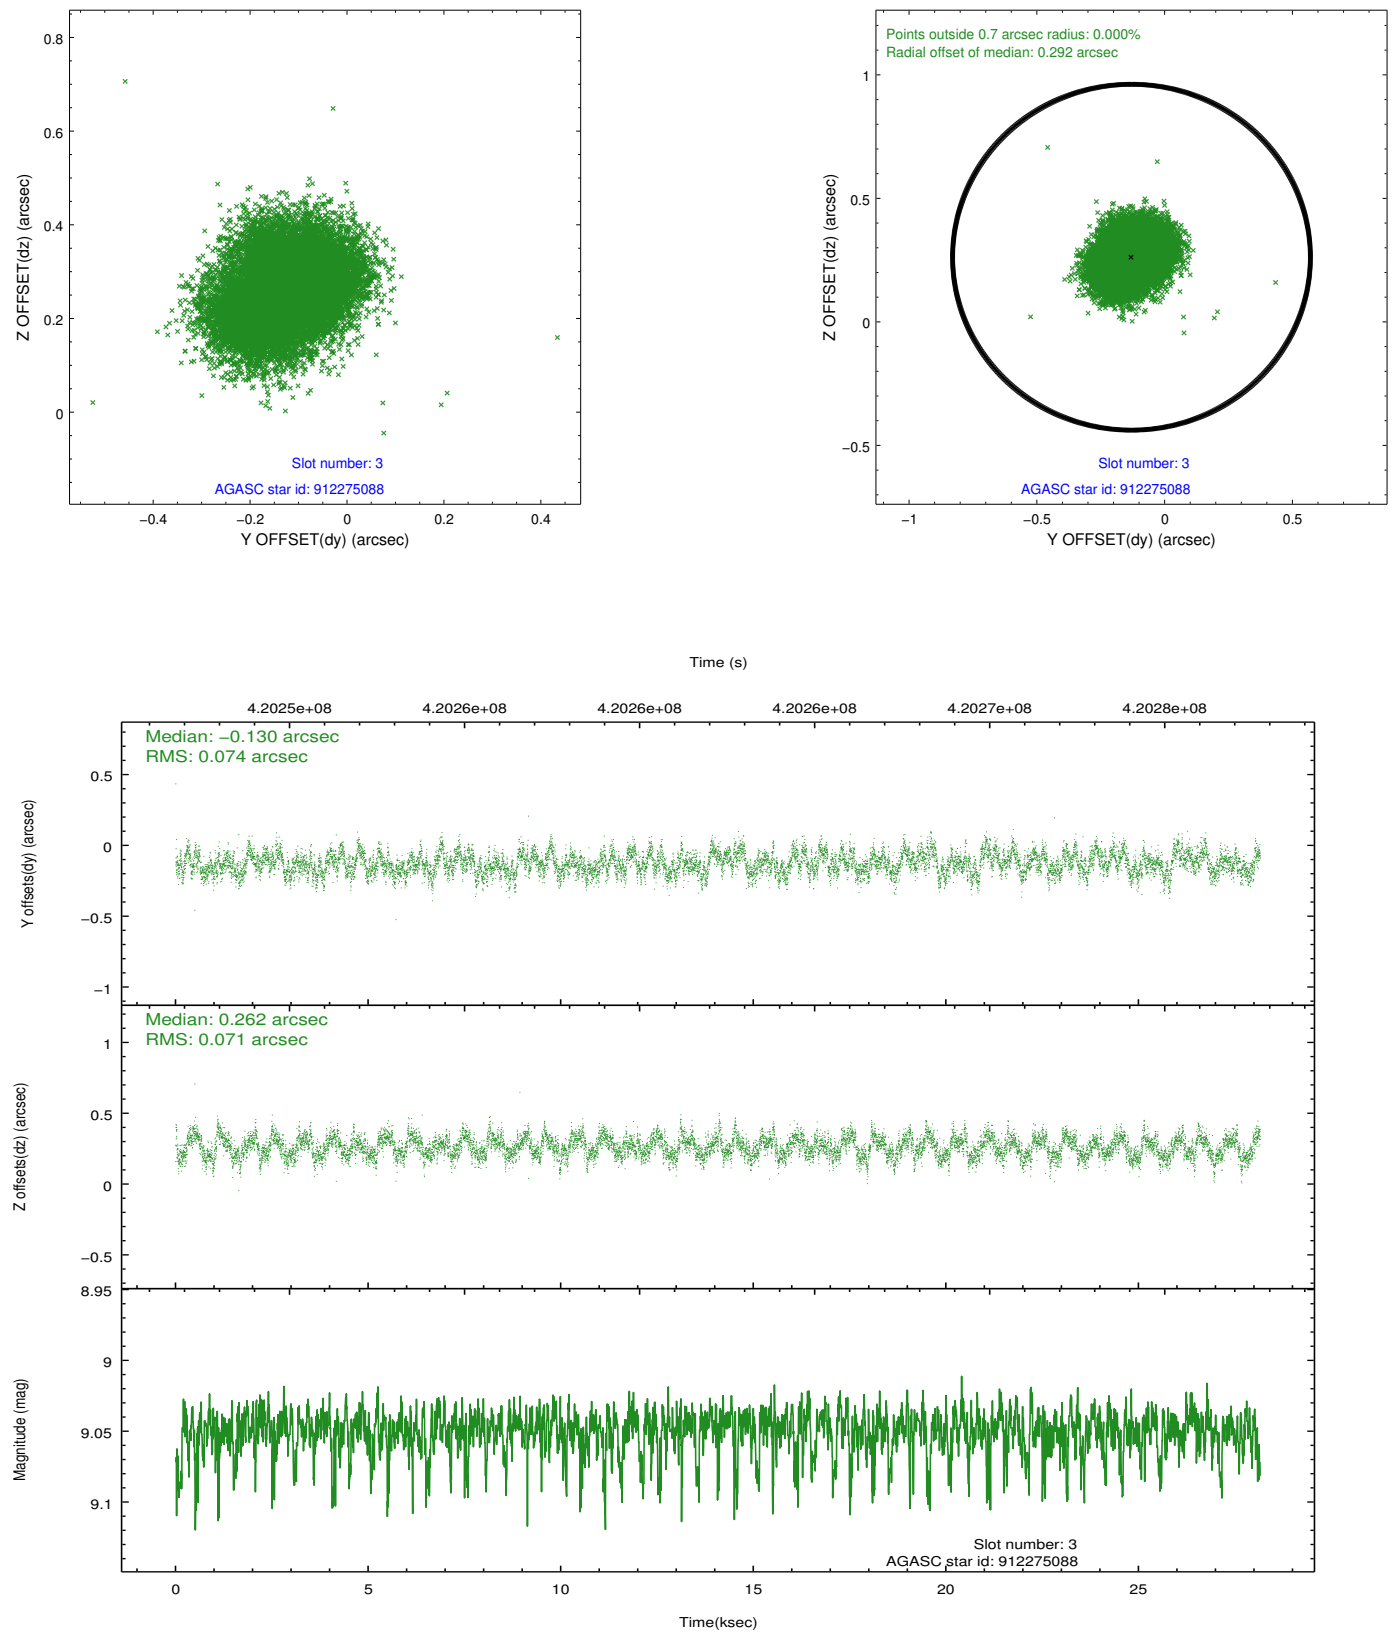 0.8
0.6
0.4
0.2
0
Z OFFSET(dz) (arcsec)
Slot number: 3
AGASC star id: 912275088
−0.4 −0.2 0 0.2 0.4
Y OFFSET(dy) (arcsec)
Points outside 0.7 arcsec radius: 0.000%
Radial offset of median: 0.292 arcsec
1
0.5
0
−0.5
Z OFFSET(dz) (arcsec)
Slot number: 3
AGASC star id: 912275088
−1 −0.5 0 0.5
Y OFFSET(dy) (arcsec)
Time (s)
4.2025e+08 4.2026e+08 4.2026e+08 4.2026e+08 4.2027e+08 4.2028e+08
Median: −0.130 arcsec
RMS: 0.074 arcsec
0.5
0
−0.5
−1
Y offsets(dy) (arcsec)
Median: 0.262 arcsec
RMS: 0.071 arcsec
1
0.5
0
−0.5
Z offsets(dz) (arcsec)
8.95
9
9.05
9.1
Magnitude (mag)
Slot number: 3
AGASC star id: 912275088
0 5 10 15 20 25
Time(ksec)